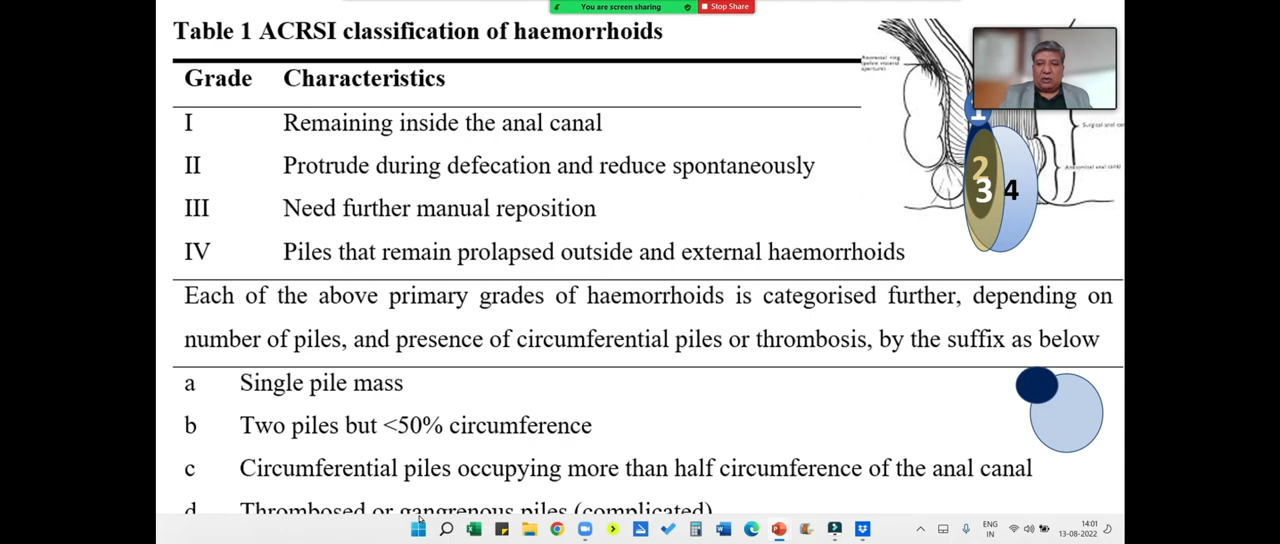 You are screen sharing
Stop Share
Table 1 ACRSI classification of haemorrhoids
Grade Characteristics
I Remaining inside the anal canal
II Protrude during defecation and reduce spontaneously
III Need further manual reposition
IV Piles that remain prolapsed outside and external haemorrhoids
Each of the above primary grades of haemorrhoids is categorised further, depending on
number of piles, and presence of circumferential piles or thrombosis, by the suffix as below
a Single pile mass
b Two piles but <50% circumference
c Circumferential piles occupying more than half circumference of the anal canal
d Thrombosed or gangrenous piles (complicated)
1
2
3 4
ENG
IN
14:01
13-08-2022